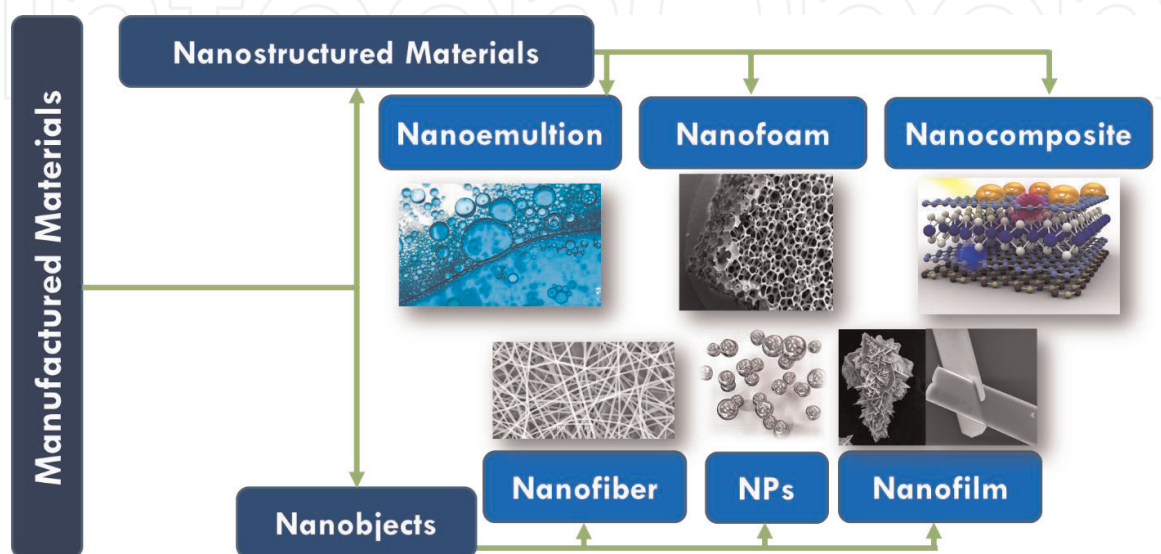 Manufactured Materials
Nanostructured Materials
Nanoemultion
Nanofoam
Nanocomposite
Nanofiber
NPs
Nanofilm
Nanobjects